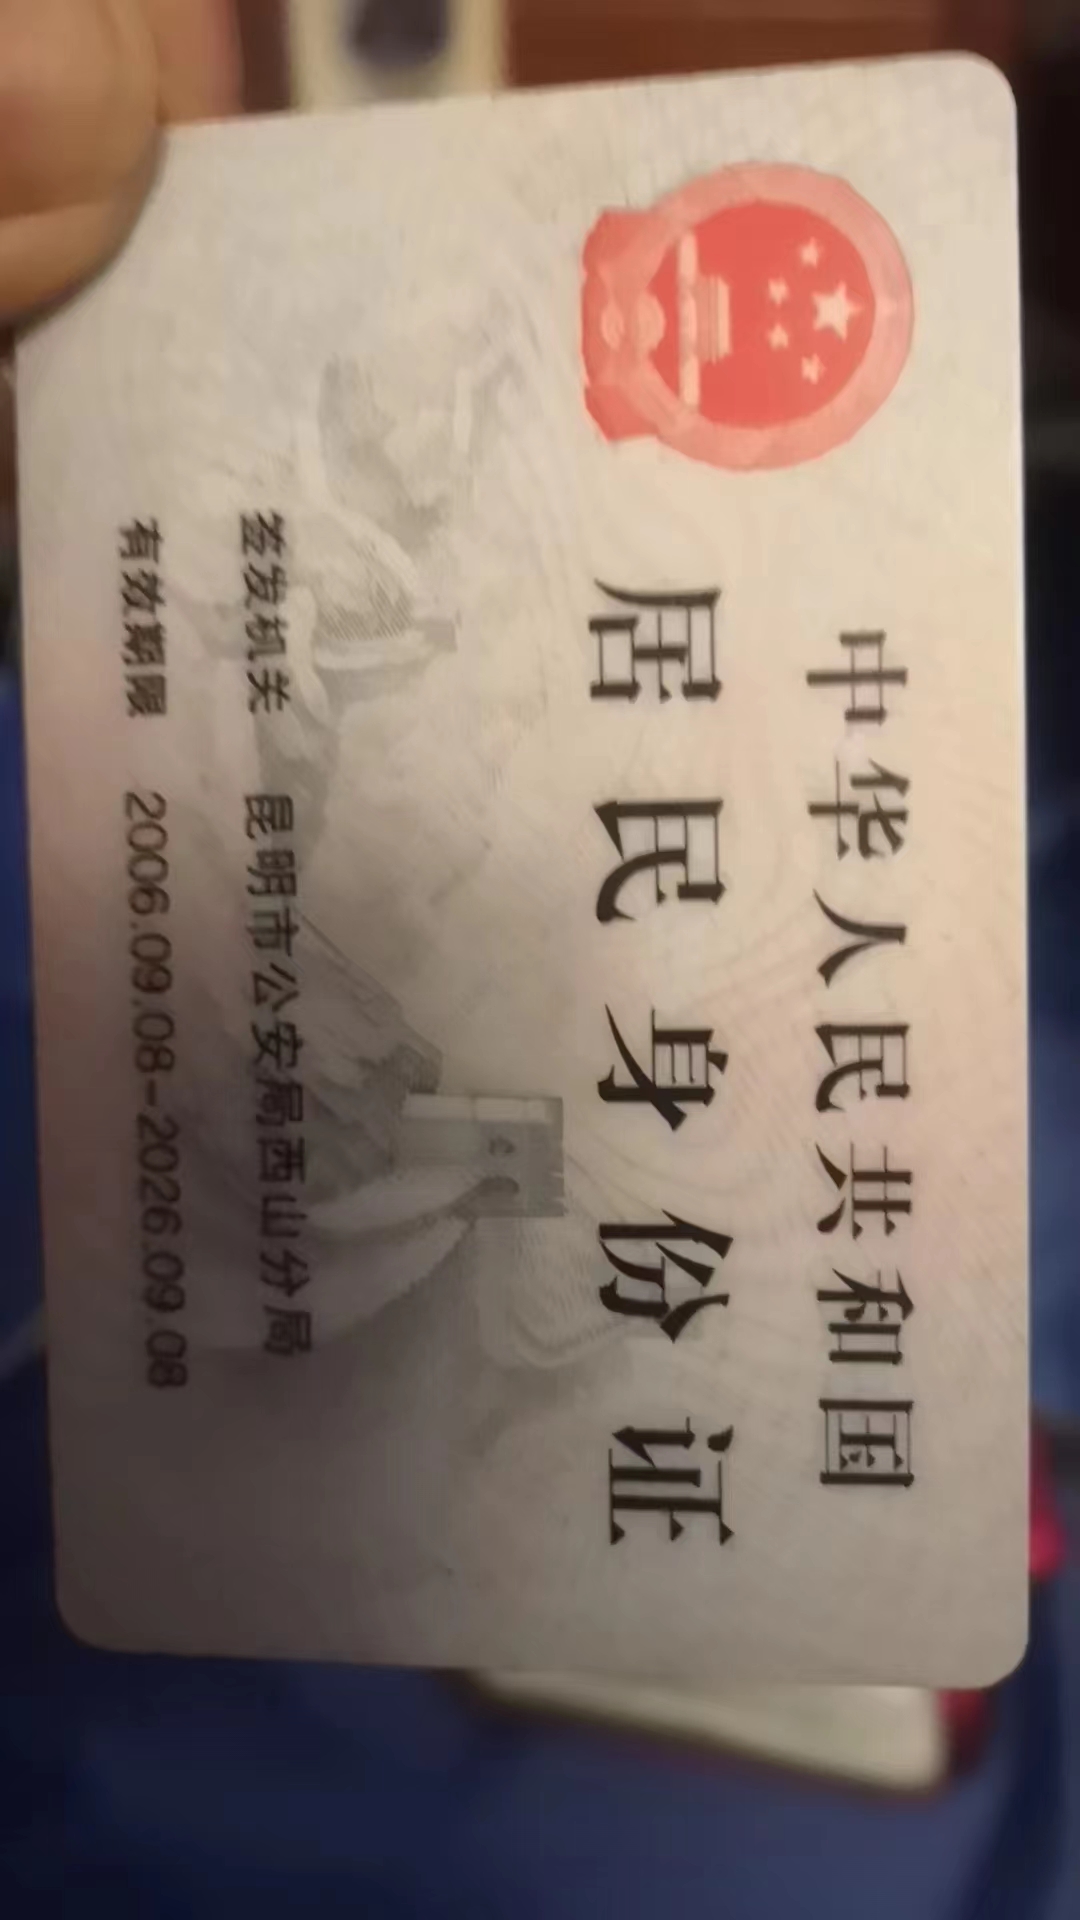 中华人民共和国
居民身份证
签发机关 昆明市公安局西山分局
有效期限 2006.09.08-2026.09.08